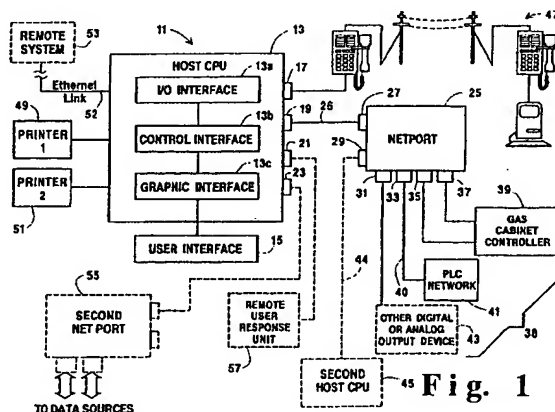 REMOTE
SYSTEM
53
11
13
47
HOST CPU
13a
17
I/O INTERFACE
Ethernet
Link
52
49
PRINTER
1
13b
19
26
27
25
CONTROL INTERFACE
NETPORT
21
29
13c
23
GRAPHIC INTERFACE
31
33
35
37
39
PRINTER
2
51
GAS
CABINET
CONTROLLER
USER INTERFACE
15
55
SECOND
NET PORT
44
40
PLC
NETWORK
41
REMOTE USER
RESPONSE
UNIT
57
OTHER DIGITAL
OR ANALOG
OUTPUT DEVICE
43
38
SECOND
HOST CPU
45
TO DATA SOURCES
Fig. 1